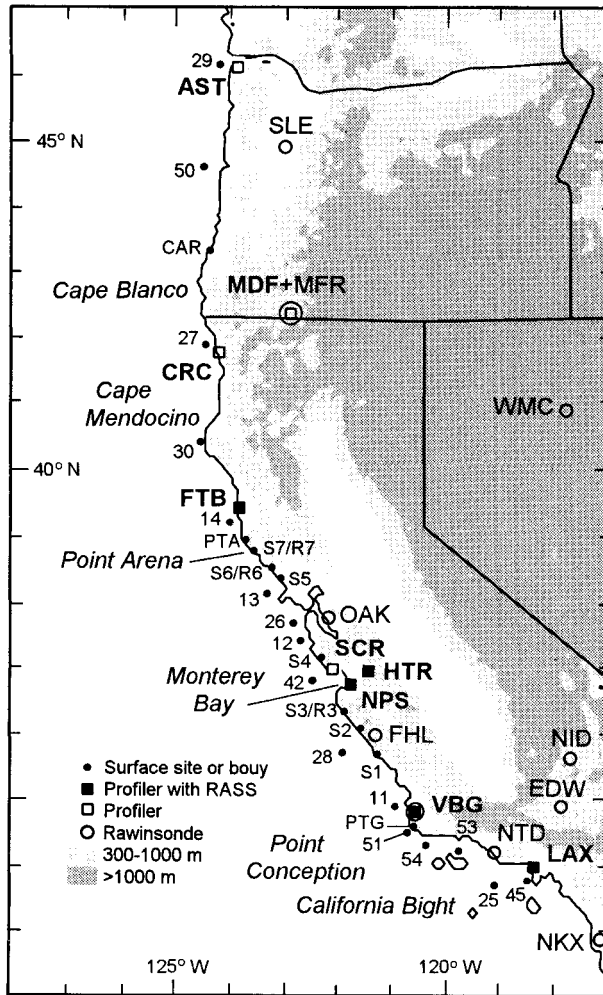 29
AST
SLE
45° N
50
CAR
MDF+MFR
Cape Blanco
27
CRC
Cape
Mendocino
WMC
30
40° N
FTB
14
PTA
S7/R7
Point Arena
S6/R6
S5
13
OAK
26
SCR
12
S4
HTR
Monterey
Bay
42
NPS
S3/R3
S2
FHL
28
S1
NID
Surface site or bouy
Profiler with RASS
Profiler
Rawinsonde
300-1000 m
>1000 m
11
VBG
EDW
PTG
53
NTD
51
54
LAX
Point
Conception
California Bight
25
45
NKX
125° W
120° W